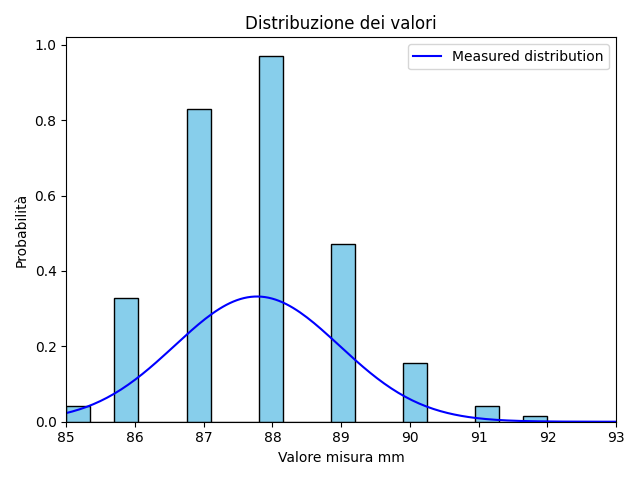 Distribuzione dei valori
Measured distribution
Probabilità
1.0
0.8
0.6
0.4
0.2
0.0
85 86 87 88 89 90 91 92 93
Valore misura mm